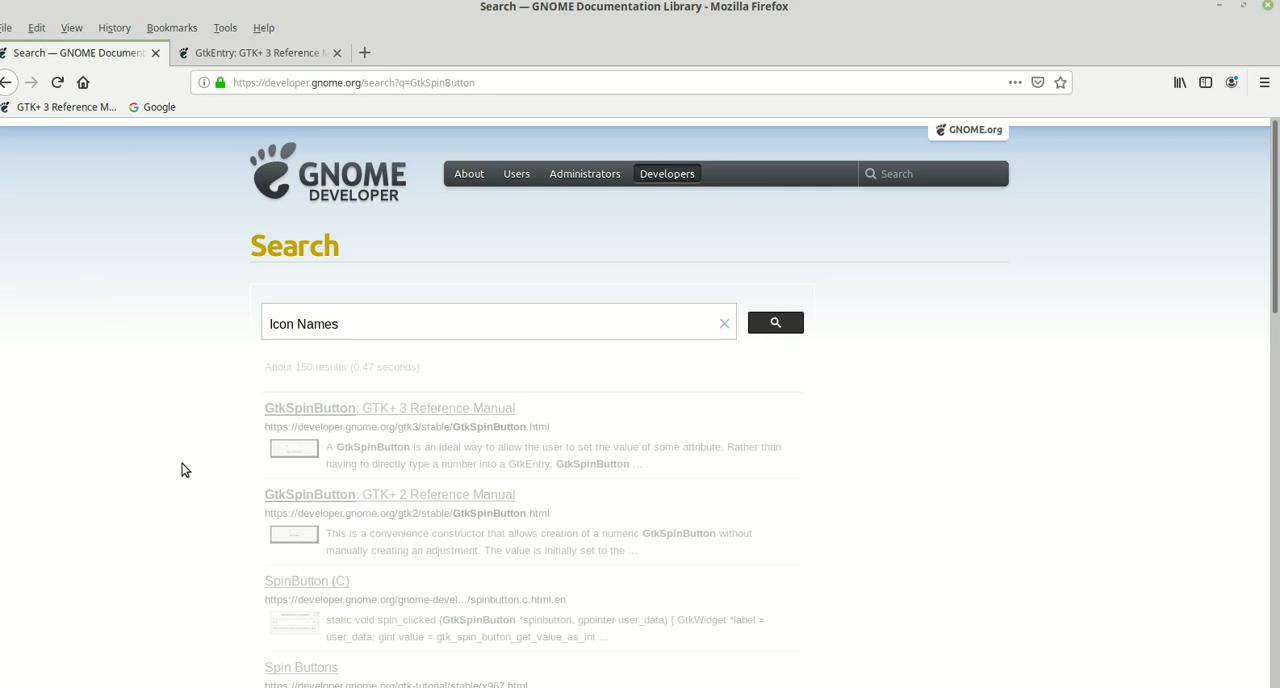 Search — GNOME Documentation Library - Mozilla Firefox
File Edit View History Bookmarks Tools Help
Search — GNOME Document
GtkEntry: GTK+ 3 Reference M
https://developer.gnome.org/search?q=GtkSpinButton
GTK+ 3 Reference M... Google
GNOME.org
GNOME
DEVELOPER
About Users Administrators Developers Search
Search
Icon Names
About 150 results (0.47 seconds)
GtkSpinButton: GTK+ 3 Reference Manual
https://developer.gnome.org/gtk3/stable/GtkSpinButton.html
A GtkSpinButton is an ideal way to allow the user to set the value of some attribute. Rather than
having to directly type a number into a GtkEntry, GtkSpinButton ...
GtkSpinButton: GTK+ 2 Reference Manual
https://developer.gnome.org/gtk2/stable/GtkSpinButton.html
This is a convenience constructor that allows creation of a numeric GtkSpinButton without
manually creating an adjustment. The value is initially set to the ...
SpinButton (C)
https://developer.gnome.org/gnome-devel.../spinbutton.c.html.en
static void spin_clicked (GtkSpinButton *spinbutton, gpointer user_data) { GtkWidget *label =
user_data; gint value = gtk_spin_button_get_value_as_int ...
Spin Buttons
https://developer.gnome.org/gtk-tutorial/stable/x967.html